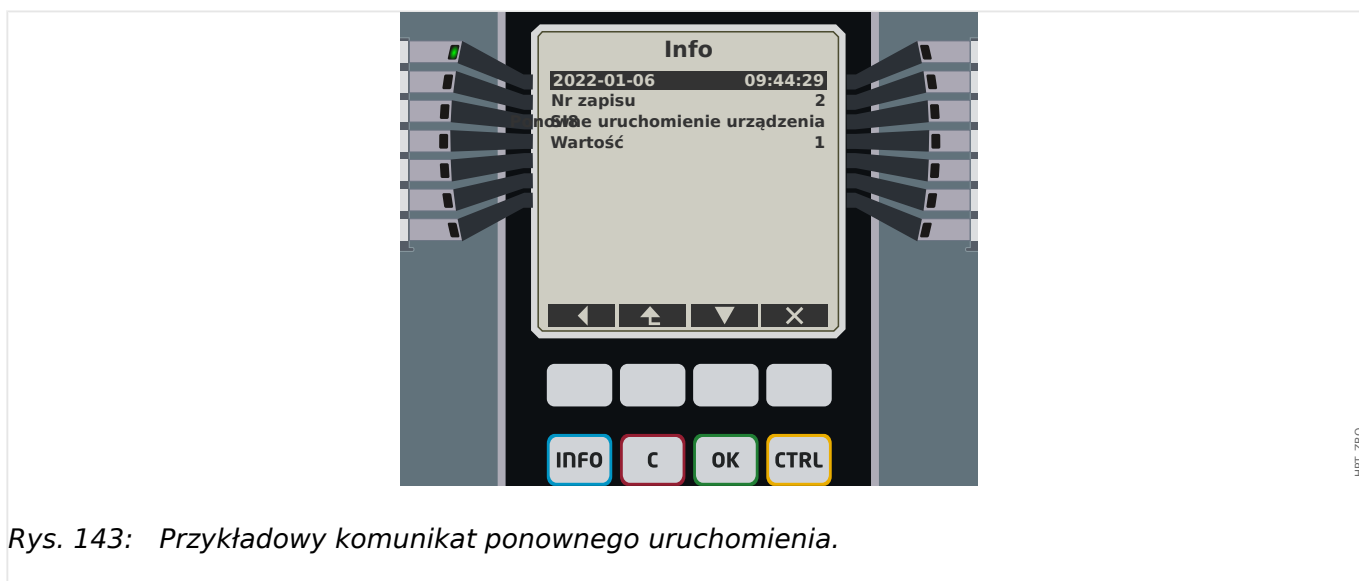 Info
2022-01-06 09:44:29
Nr zapisu 2
uruchomienie urządzenia
Wartość 1
INFO C OK CTRL
Rys. 143: Przykładowy komunikat ponownego uruchomienia.